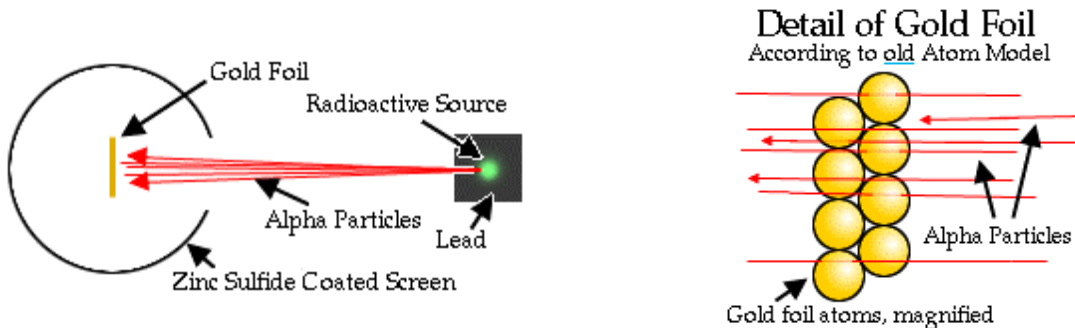 Gold Foil
Radioactive Source
Alpha Particles
Lead
Zinc Sulfide Coated Screen
Detail of Gold Foil
According to old Atom Model
Alpha Particles
Gold foil atoms, magnified